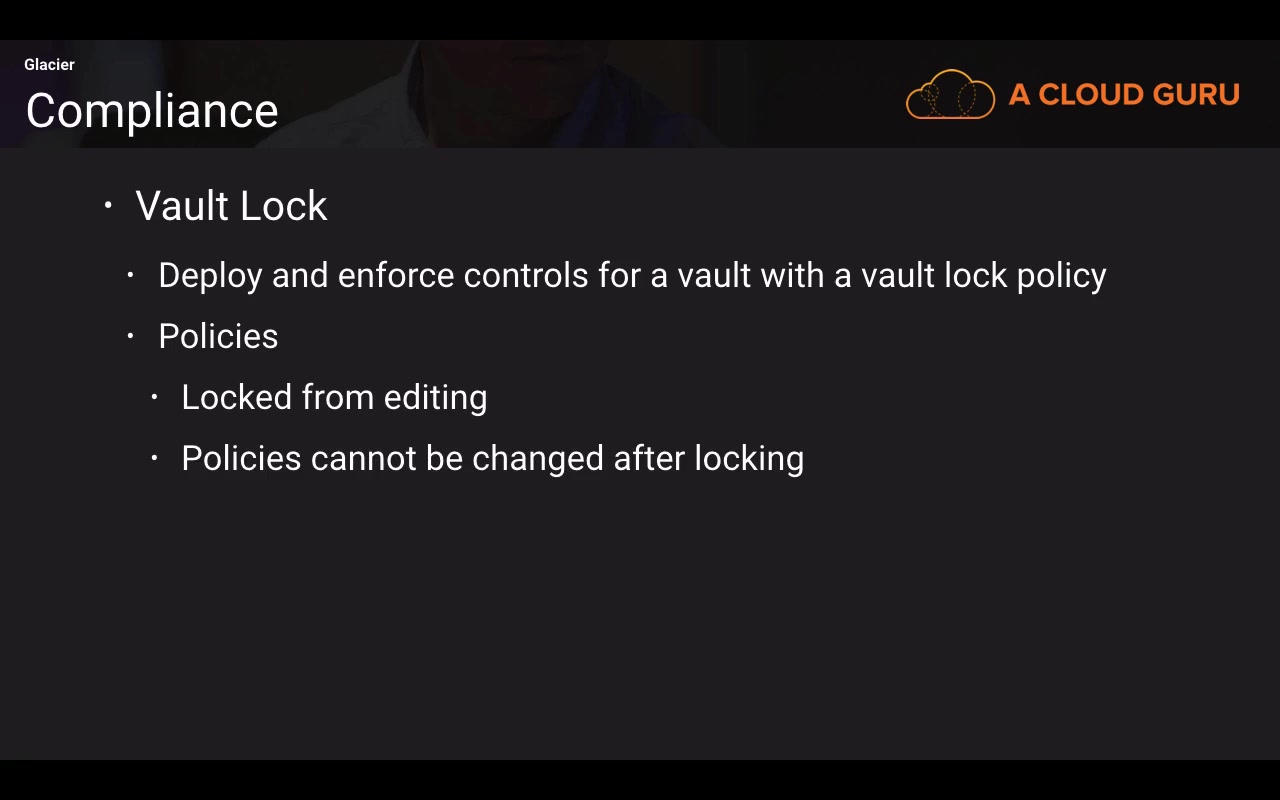 Glacier
Compliance
A CLOUD GURU
• Vault Lock
• Deploy and enforce controls for a vault with a vault lock policy
• Policies
• Locked from editing
• Policies cannot be changed after locking